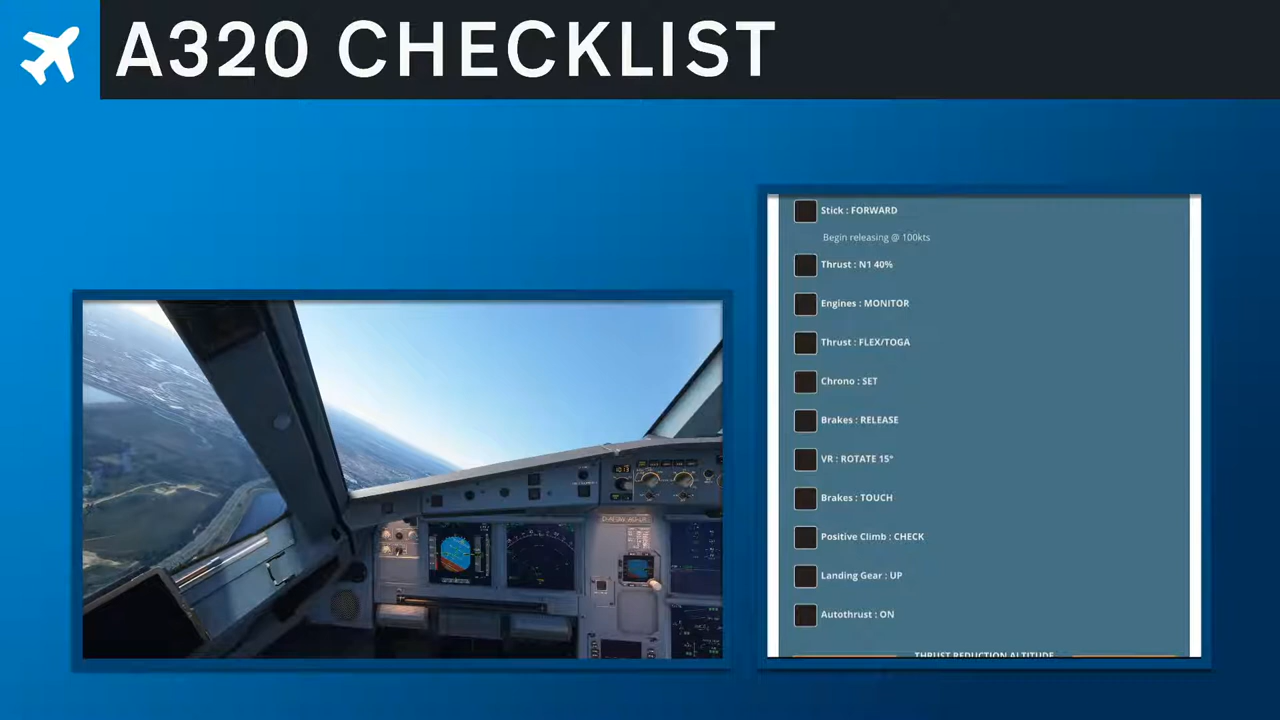 A320 CHECKLIST
Stick : FORWARD
Begin releasing @ 100kts
Thrust : N1 40%
Engines : MONITOR
Thrust : FLEX/TOGA
Chrono : SET
Brakes : RELEASE
VR : ROTATE 15°
Brakes : TOUCH
Positive Climb : CHECK
Landing Gear : UP
Autothrust : ON
THRUST REDUCTION ALTITUDE
1013